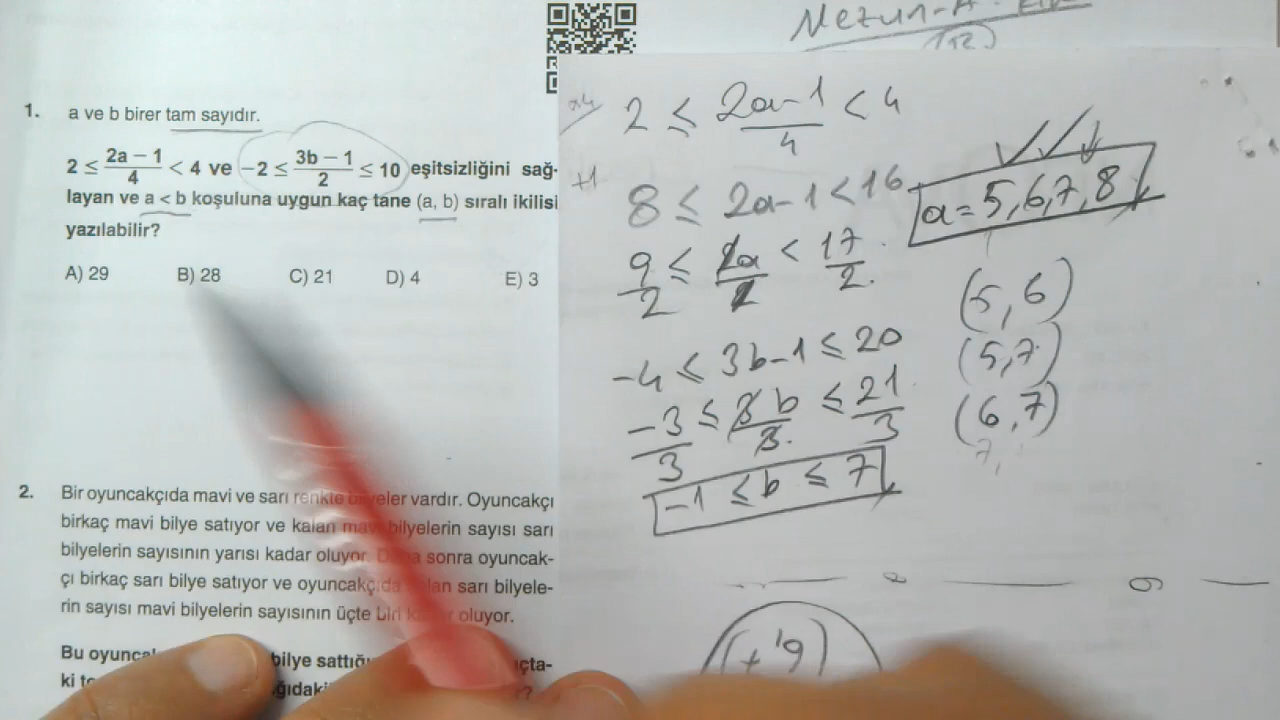 1. a ve b birer tam sayıdır.
2 ≤ (2a − 1)/4 < 4 ve −2 ≤ (3b − 1)/2 ≤ 10 eşitsizliğini sağ-
layan ve a < b koşuluna uygun kaç tane (a, b) sıralı ikilisi
yazılabilir?
A) 29 B) 28 C) 21 D) 4 E) 3
2. Bir oyuncakçıda mavi ve sarı renkte bilyeler vardır. Oyuncakçı
birkaç mavi bilye satıyor ve kalan mavi bilyelerin sayısı sarı
bilyelerin sayısının yarısı kadar oluyor. sonra oyuncak-
çı birkaç sarı bilye satıyor ve oyuncakçıda sarı bilyele-
rin sayısı mavi bilyelerin sayısının üçte biri oluyor.
Bu bilye
ki
Mezun-A
x4 2 ≤ (2a−1)/4 < 4
+1 8 ≤ 2a−1 < 16
9/2 ≤ 2a/2 < 17/2
−4 ≤ 3b−1 ≤ 20
−3/3 ≤ 3b/3 ≤ 21/3
−1 ≤ b ≤ 7
a = 5,6,7,8
(5,6)
(5,7)
(6,7)
7,